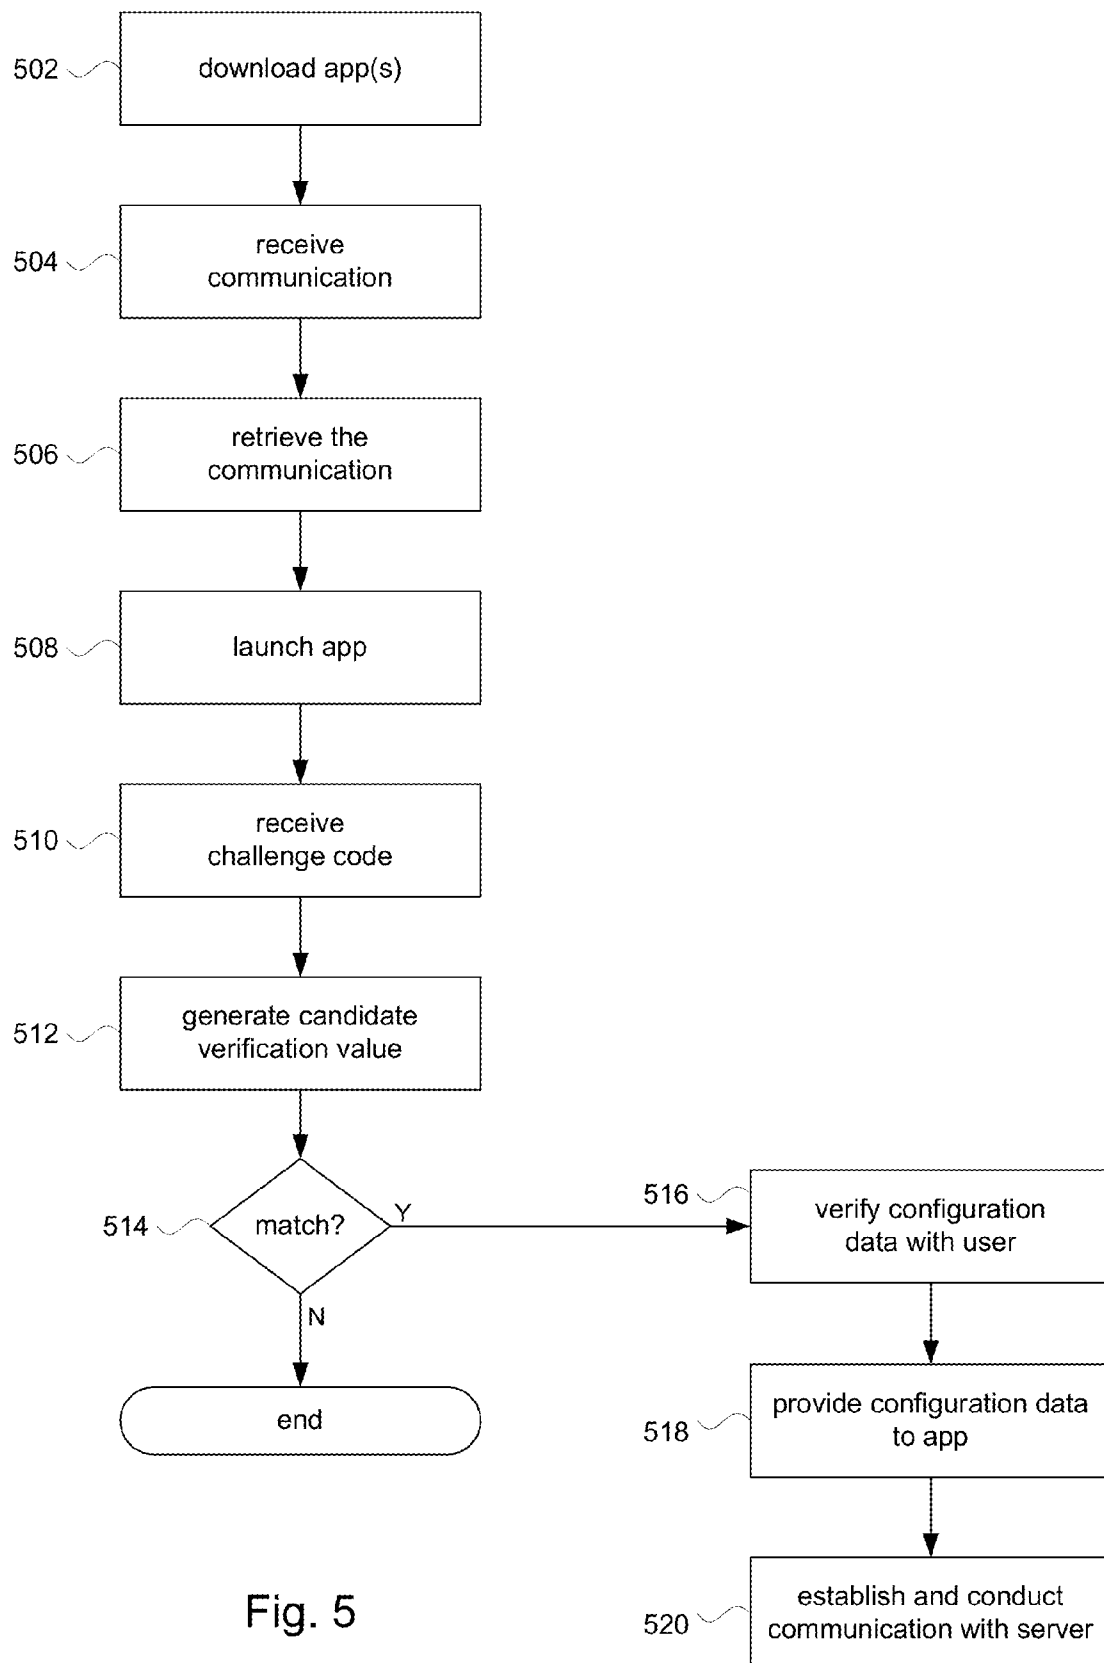 502
download app(s)
504
receive
communication
506
retrieve the
communication
508
launch app
510
receive
challenge code
512
generate candidate
verification value
514
match?
Y
N
end
516
verify configuration
data with user
518
provide configuration data
to app
520
establish and conduct
communication with server
Fig. 5